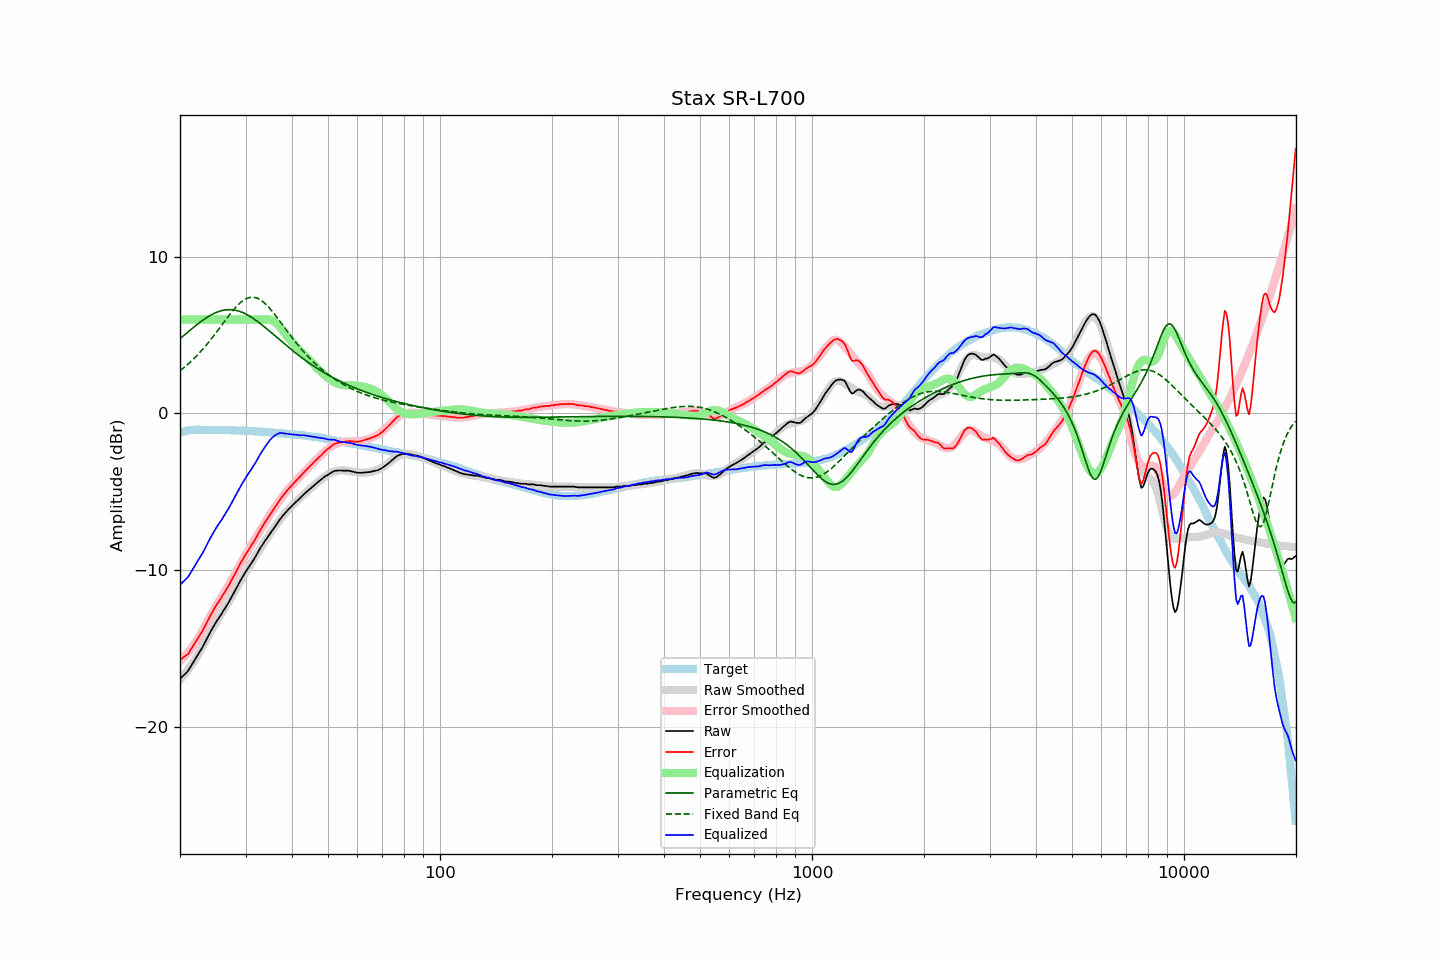 Stax SR-L700
Amplitude (dBr)
10
0
−10
−20
Target
Raw Smoothed
Error Smoothed
Raw
Error
Equalization
Parametric Eq
Fixed Band Eq
Equalized
100
1000
10000
Frequency (Hz)